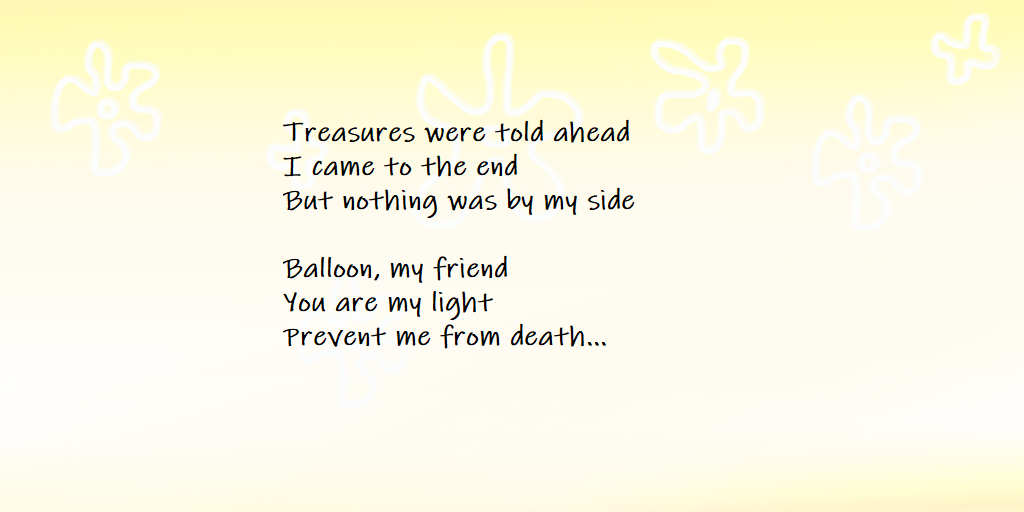 Treasures were told ahead
I came to the end
But nothing was by my side
Balloon, my friend
You are my light
Prevent me from death...